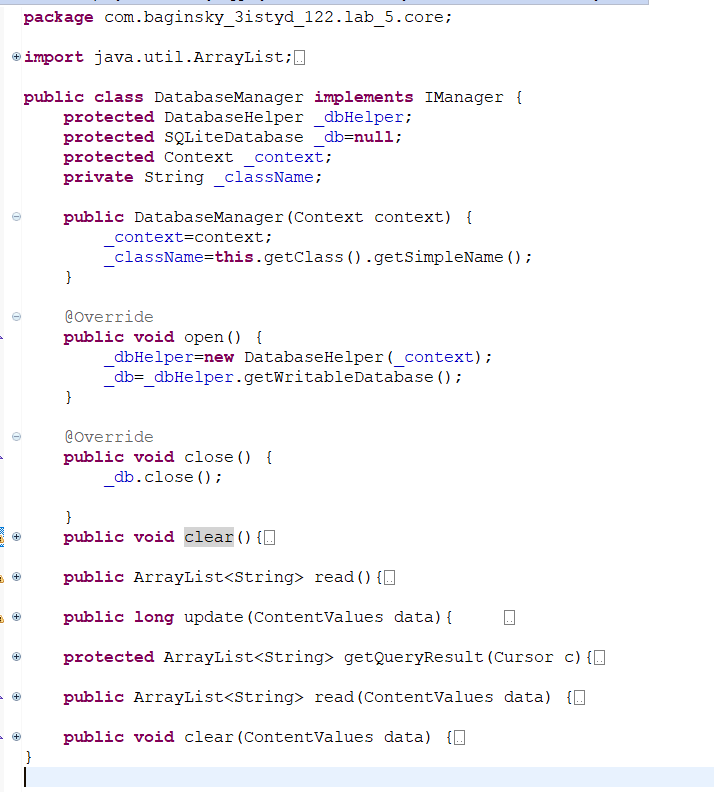 package com.baginsky_3istyd_122.lab_5.core;
import java.util.ArrayList;
public class DatabaseManager implements IManager {
protected DatabaseHelper _dbHelper;
protected SQLiteDatabase _db=null;
protected Context _context;
private String _className;
public DatabaseManager(Context context) {
_context=context;
_className=this.getClass().getSimpleName();
}
@Override
public void open() {
_dbHelper=new DatabaseHelper(_context);
_db=_dbHelper.getWritableDatabase();
}
@Override
public void close() {
_db.close();
}
public void clear(){
public ArrayList<String> read(){
public long update(ContentValues data){
protected ArrayList<String> getQueryResult(Cursor c){
public ArrayList<String> read(ContentValues data) {
public void clear(ContentValues data) {
}